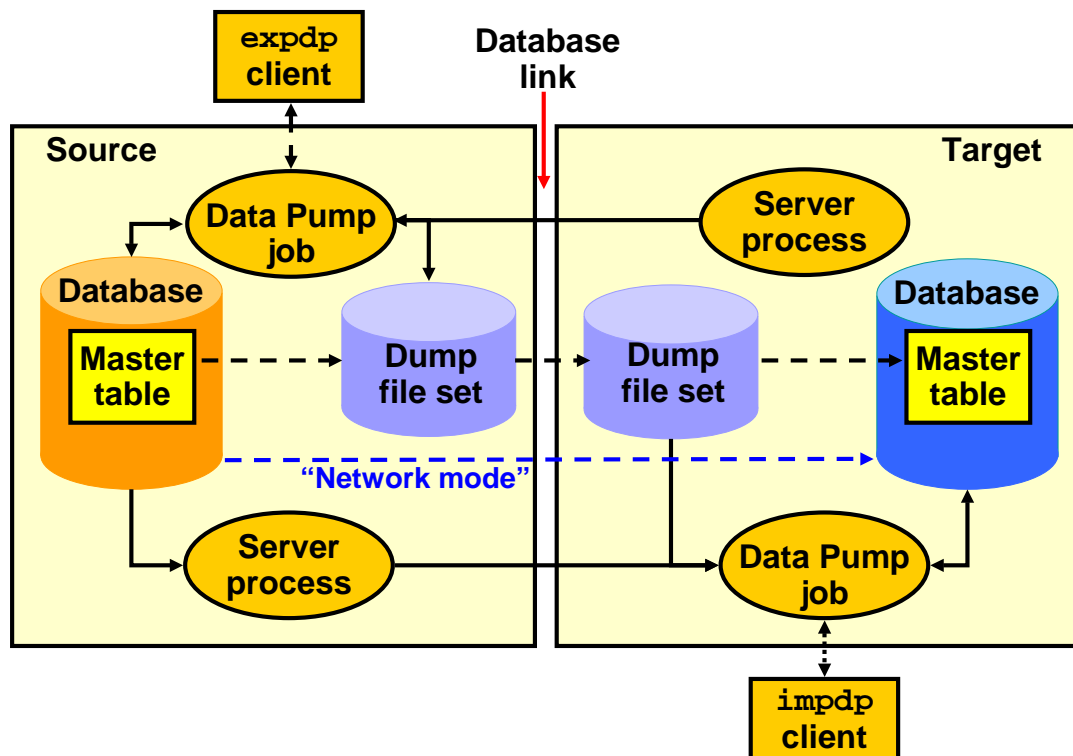 expdp
client
Database
link
Source
Target
Data Pump
job
Server
process
Database
Master
table
Dump
file set
Dump
file set
Database
Master
table
“Network mode”
Server
process
Data Pump
job
impdp
client